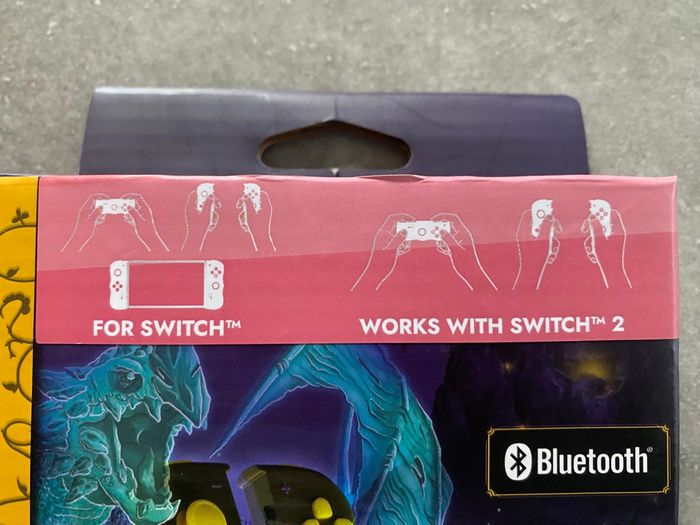 FOR SWITCH™
WORKS WITH SWITCH™ 2
Bluetooth®